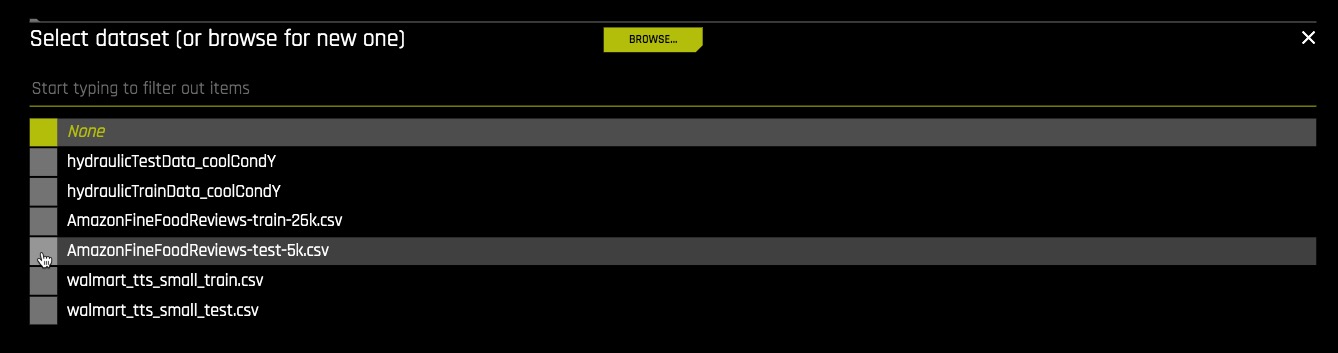 Select dataset (or browse for new one)
BROWSE...
Start typing to filter out items
None
hydraulicTestData_coolCondY
hydraulicTrainData_coolCondY
AmazonFineFoodReviews-train-26k.csv
AmazonFineFoodReviews-test-5k.csv
walmart_tts_small_train.csv
walmart_tts_small_test.csv